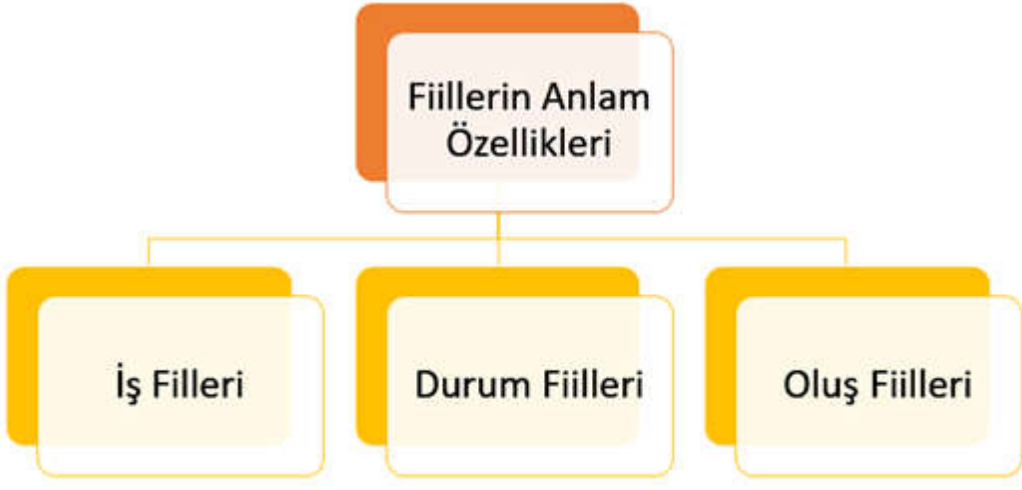 Fiillerin Anlam
Özellikleri
İş Filleri
Durum Fiilleri
Oluş Fiilleri